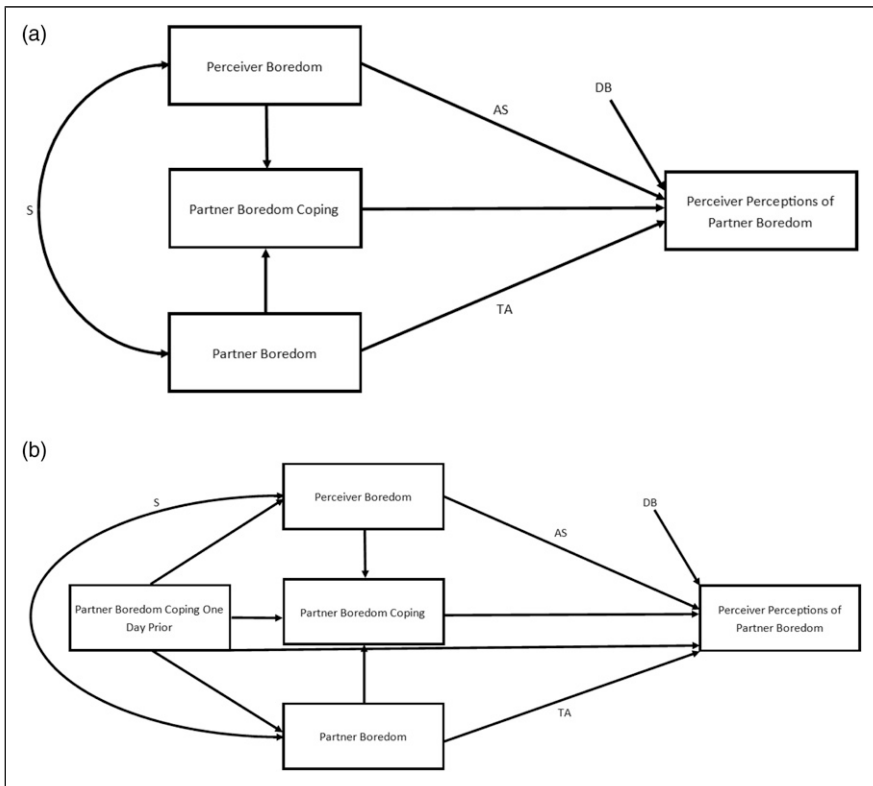 (a)
Perceiver Boredom
DB
AS
Partner Boredom Coping
Perceiver Perceptions of
Partner Boredom
S
TA
Partner Boredom
(b)
Perceiver Boredom
S
DB
AS
Partner Boredom Coping One
Day Prior
Partner Boredom Coping
Perceiver Perceptions of
Partner Boredom
TA
Partner Boredom